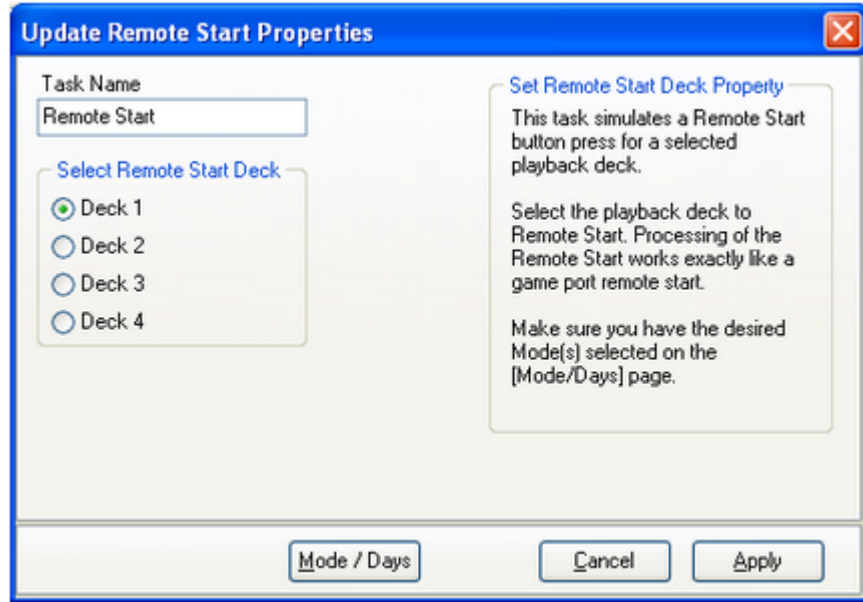 Update Remote Start Properties
Task Name
Remote Start
Select Remote Start Deck
Deck 1
Deck 2
Deck 3
Deck 4
Set Remote Start Deck Property
This task simulates a Remote Start
button press for a selected
playback deck.
Select the playback deck to
Remote Start. Processing of the
Remote Start works exactly like a
game port remote start.
Make sure you have the desired
Mode(s) selected on the
[Mode/Days] page.
Mode / Days
Cancel
Apply